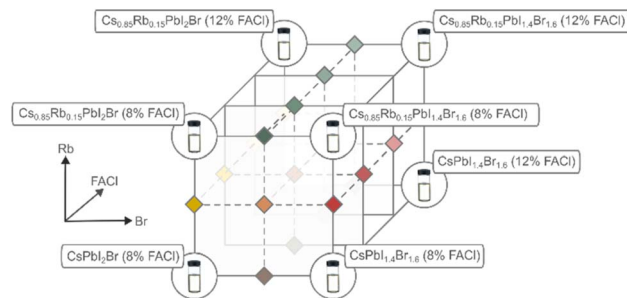 Cs₀.₈₅Rb₀.₁₅PbI₂Br (12% FACl)
Cs₀.₈₅Rb₀.₁₅PbI₁.₄Br₁.₆ (12% FACl)
Cs₀.₈₅Rb₀.₁₅PbI₂Br (8% FACl)
Cs₀.₈₅Rb₀.₁₅PbI₁.₄Br₁.₆ (8% FACl)
Rb
FACl
Br
CsPbI₁.₄Br₁.₆ (12% FACl)
CsPbI₂Br (8% FACl)
CsPbI₁.₄Br₁.₆ (8% FACl)